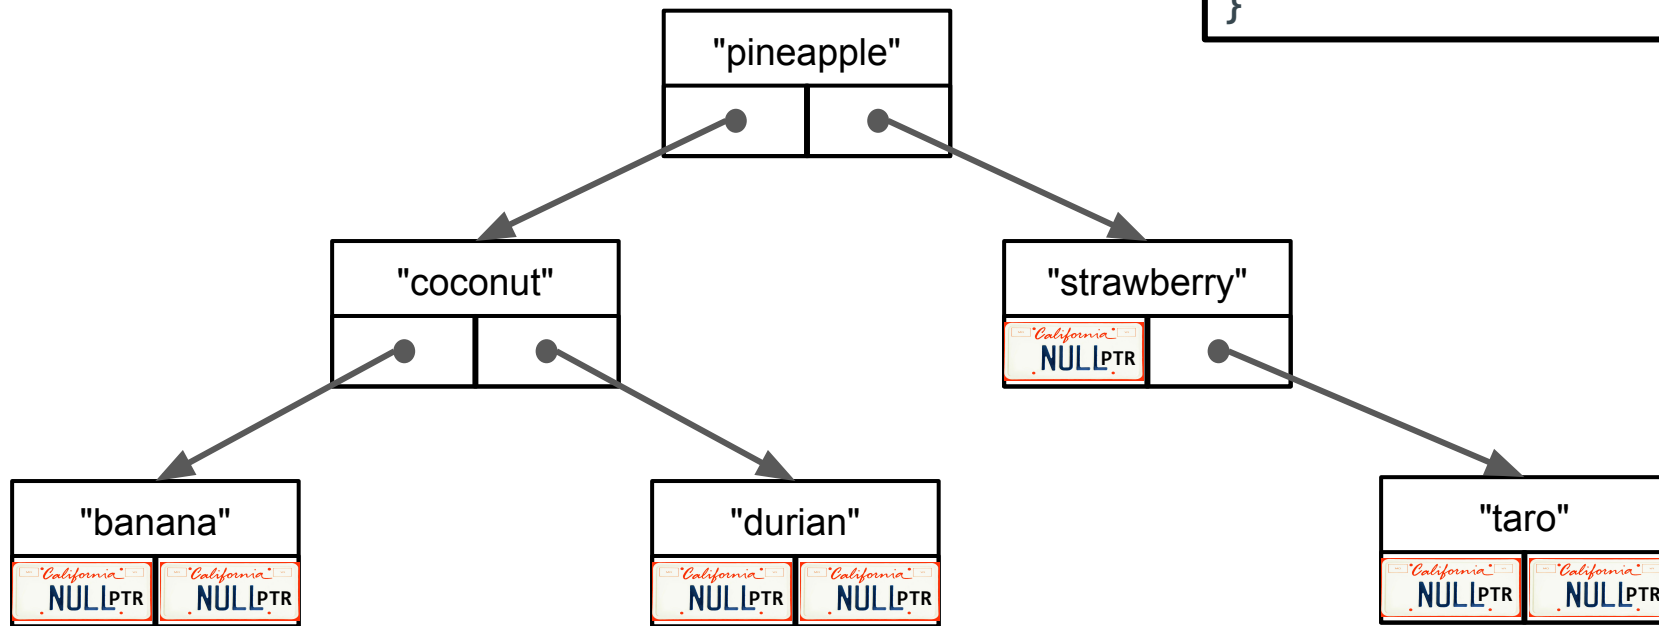 }
"pineapple"
"coconut"
"strawberry"
California
NULLPTR
"banana"
"durian"
"taro"
California
NULLPTR
California
NULLPTR
California
NULLPTR
California
NULLPTR
California
NULLPTR
California
NULLPTR